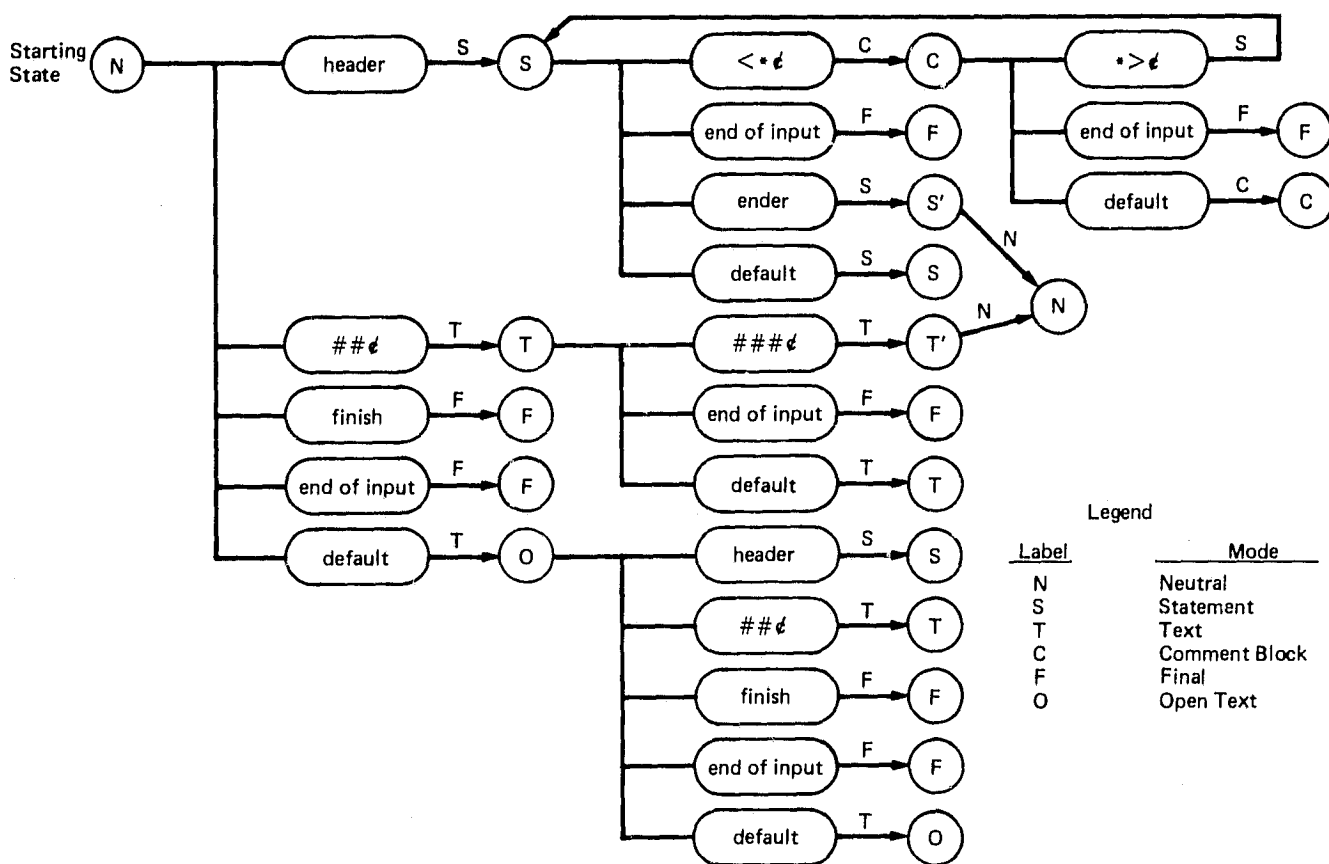 Starting
State
N
header
S
S
<*¢
C
C
*>¢
S
end of input
F
F
end of input
F
F
ender
S
S'
default
C
C
N
default
S
S
N
N
##¢
T
T
###¢
T
T'
finish
F
F
end of input
F
F
end of input
F
F
default
T
T
Legend
default
T
O
header
S
S
Label Mode
N Neutral
S Statement
T Text
C Comment Block
F Final
O Open Text
##¢
T
T
finish
F
F
end of input
F
F
default
T
O